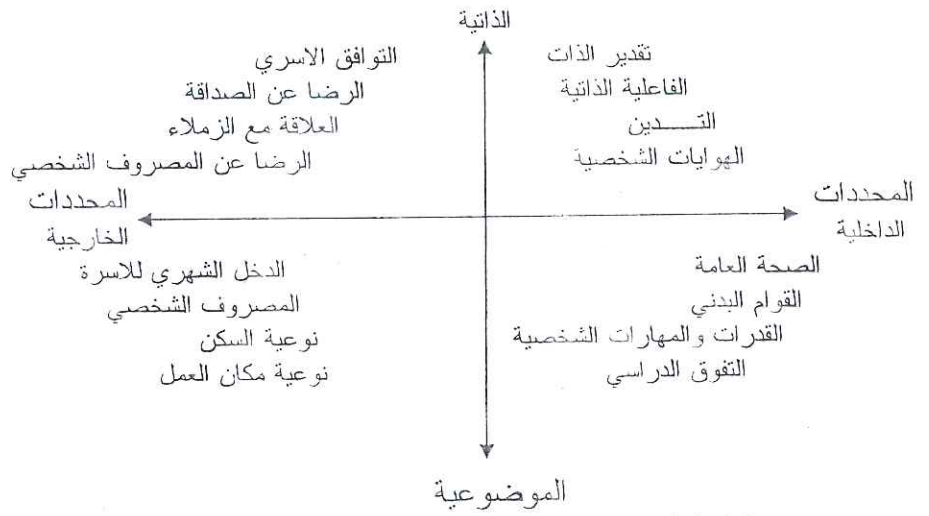 الذاتية
تقدير الذات
الفاعلية الذاتية
التـــــدين
الهوايات الشخصية
التوافق الاسري
الرضا عن الصداقة
العلاقة مع الزملاء
الرضا عن المصروف الشخصي
المحددات
الداخلية
المحددات
الخارجية
الصحة العامة
القوام البدني
القدرات والمهارات الشخصية
التفوق الدراسي
الدخل الشهري للاسرة
المصروف الشخصي
نوعية السكن
نوعية مكان العمل
الموضوعية